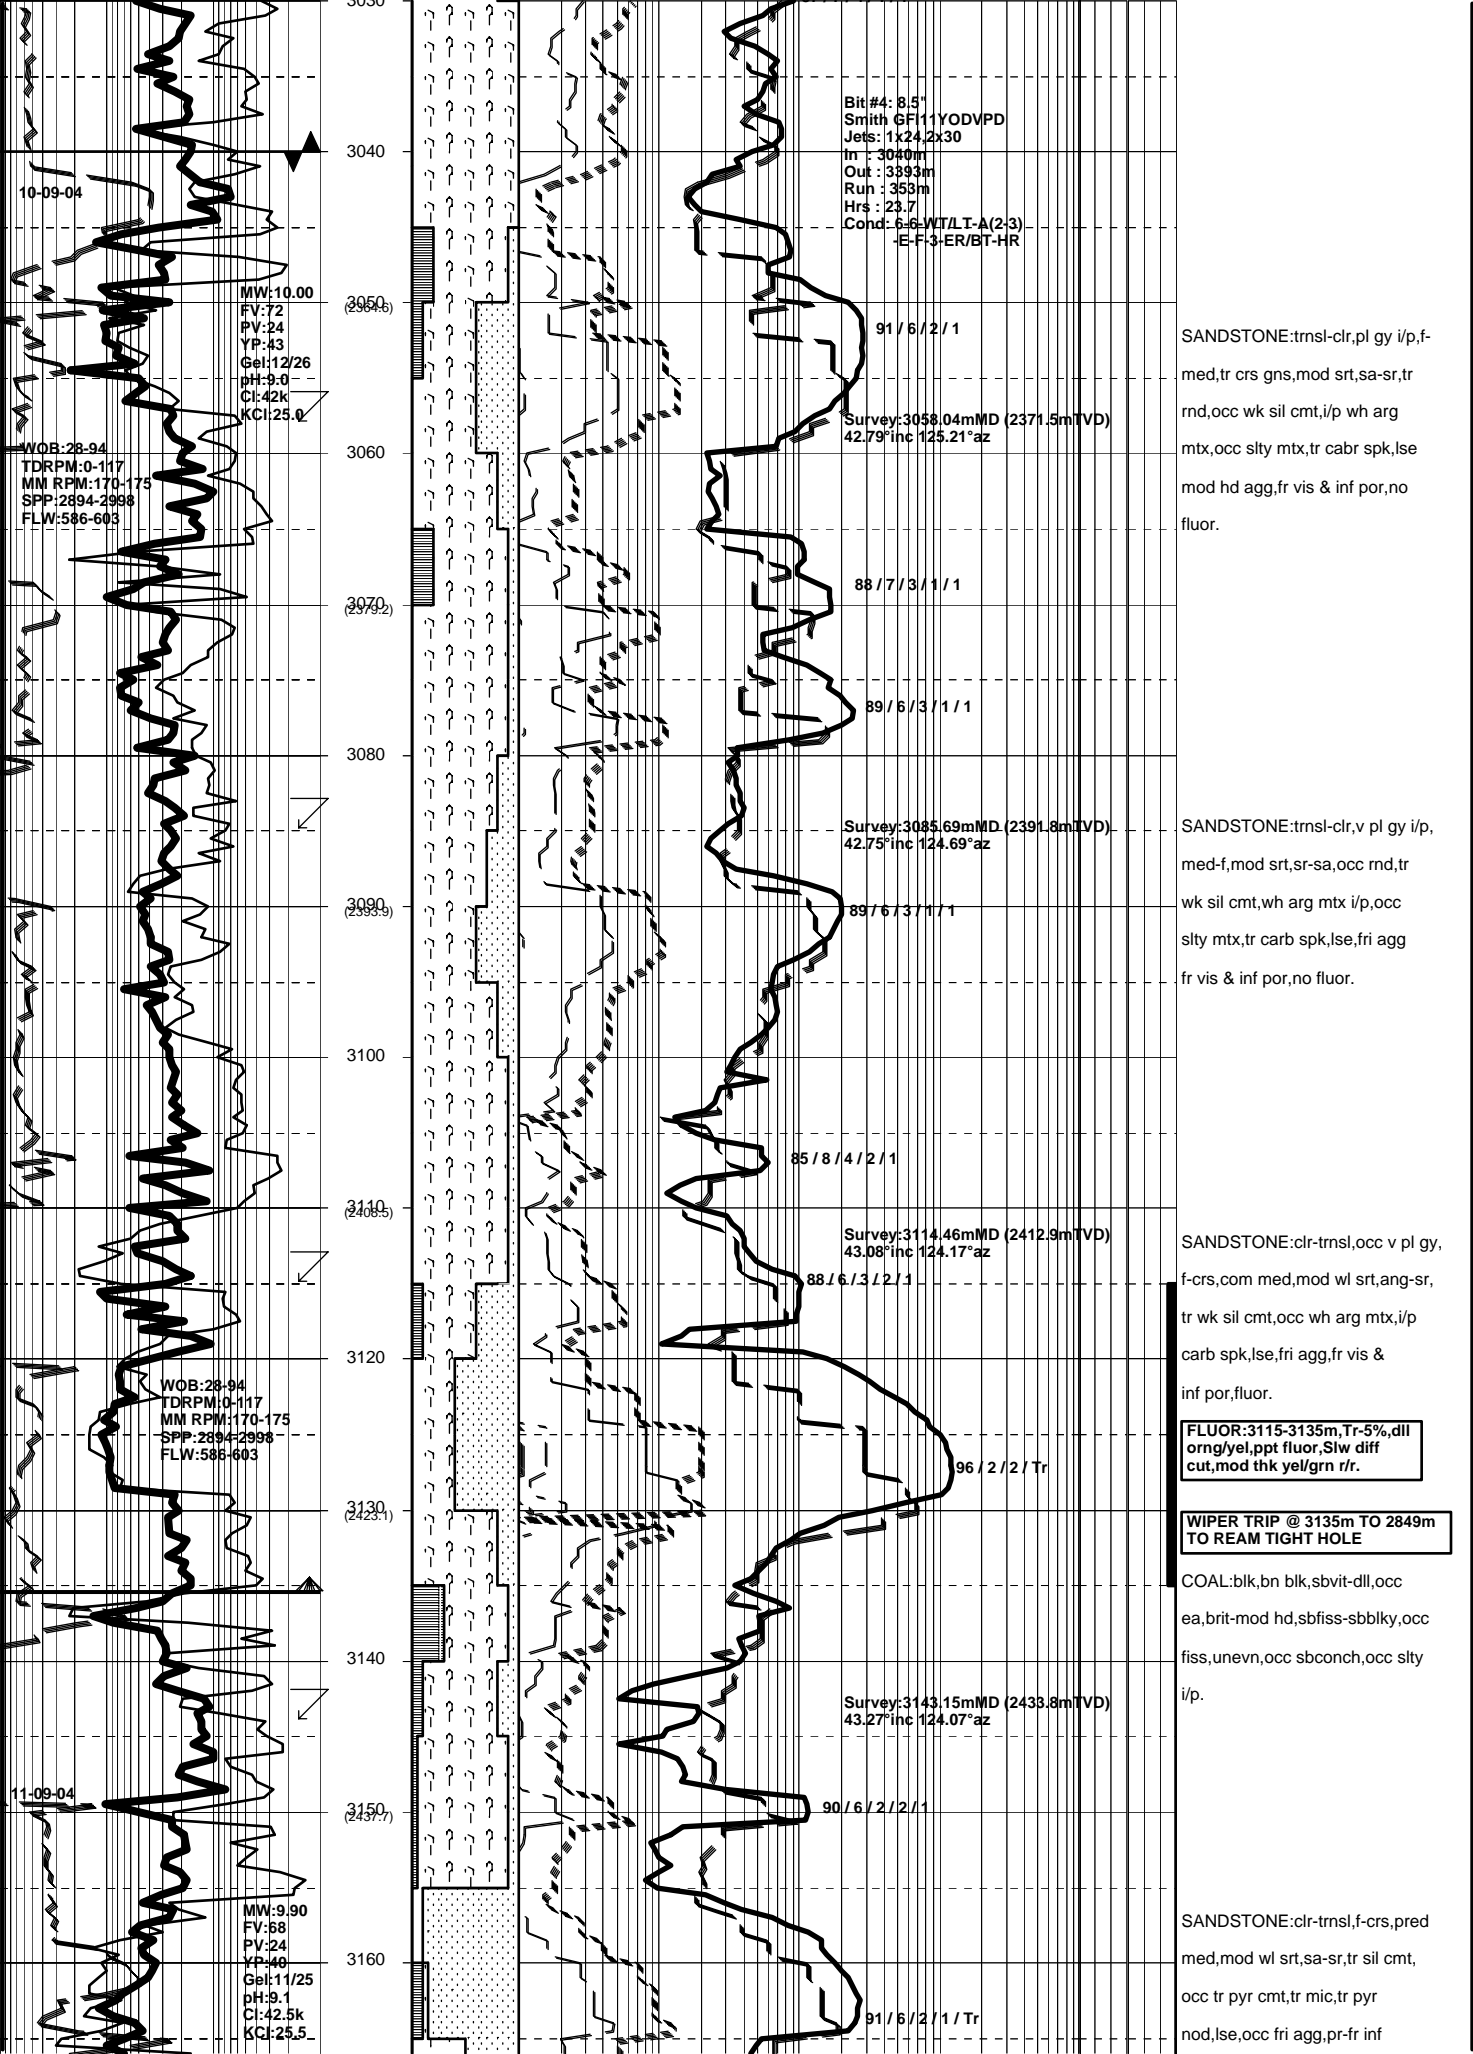 3030
Bit #4: 8.5"
Smith GFI11YODVPD
Jets: 1x24,2x30
In : 3040m
Out : 3393m
Run : 353m
Hrs : 23.7
Cond: 6-6-WT/LT-A(2-3)
-E-F-3-ER/BT-HR
3040
10-09-04
MW:10.00
FV:72
PV:24
YP:43
Gel:12/26
pH:9.0
Cl:42k
KCl:25.0
3050
(2364.6)
91 / 6 / 2 / 1
SANDSTONE:trnsl-clr,pl gy i/p,f-
med,tr crs gns,mod srt,sa-sr,tr
rnd,occ wk sil cmt,i/p wh arg
mtx,occ slty mtx,tr cabr spk,lse
mod hd agg,fr vis & inf por,no
fluor.
Survey:3058.04mMD (2371.5mTVD)
42.79°inc 125.21°az
WOB:28-94
TDRPM:0-117
MM RPM:170-175
SPP:2894-2998
FLW:586-603
3060
88 / 7 / 3 / 1 / 1
3070
(2379.2)
89 / 6 / 3 / 1 / 1
3080
Survey:3085.69mMD (2391.8mTVD)
42.75°inc 124.69°az
SANDSTONE:trnsl-clr,v pl gy i/p,
med-f,mod srt,sr-sa,occ rnd,tr
wk sil cmt,wh arg mtx i/p,occ
slty mtx,tr carb spk,lse,fri agg
fr vis & inf por,no fluor.
3090
(2393.9)
89 / 6 / 3 / 1 / 1
3100
85 / 8 / 4 / 2 / 1
3110
(2408.5)
Survey:3114.46mMD (2412.9mTVD)
43.08°inc 124.17°az
88 / 6 / 3 / 2 / 1
SANDSTONE:clr-trnsl,occ v pl gy,
f-crs,com med,mod wl srt,ang-sr,
tr wk sil cmt,occ wh arg mtx,i/p
carb spk,lse,fri agg,fr vis &
inf por,fluor.
3120
WOB:28-94
TDRPM:0-117
MM RPM:170-175
SPP:2894-2998
FLW:586-603
FLUOR:3115-3135m,Tr-5%,dll
orng/yel,ppt fluor,Slw diff
cut,mod thk yel/grn r/r.
96 / 2 / 2 / Tr
3130
(2423.1)
WIPER TRIP @ 3135m TO 2849m
TO REAM TIGHT HOLE
COAL:blk,bn blk,sbvit-dll,occ
ea,brit-mod hd,sbfiss-sbblky,occ
fiss,unevn,occ sbconch,occ slty
i/p.
3140
Survey:3143.15mMD (2433.8mTVD)
43.27°inc 124.07°az
11-09-04
3150
(2437.7)
90 / 6 / 2 / 2 / 1
MW:9.90
FV:68
PV:24
YP:40
Gel:11/25
pH:9.1
Cl:42.5k
KCl:25.5
3160
91 / 6 / 2 / 1 / Tr
SANDSTONE:clr-trnsl,f-crs,pred
med,mod wl srt,sa-sr,tr sil cmt,
occ tr pyr cmt,tr mic,tr pyr
nod,lse,occ fri agg,pr-fr inf